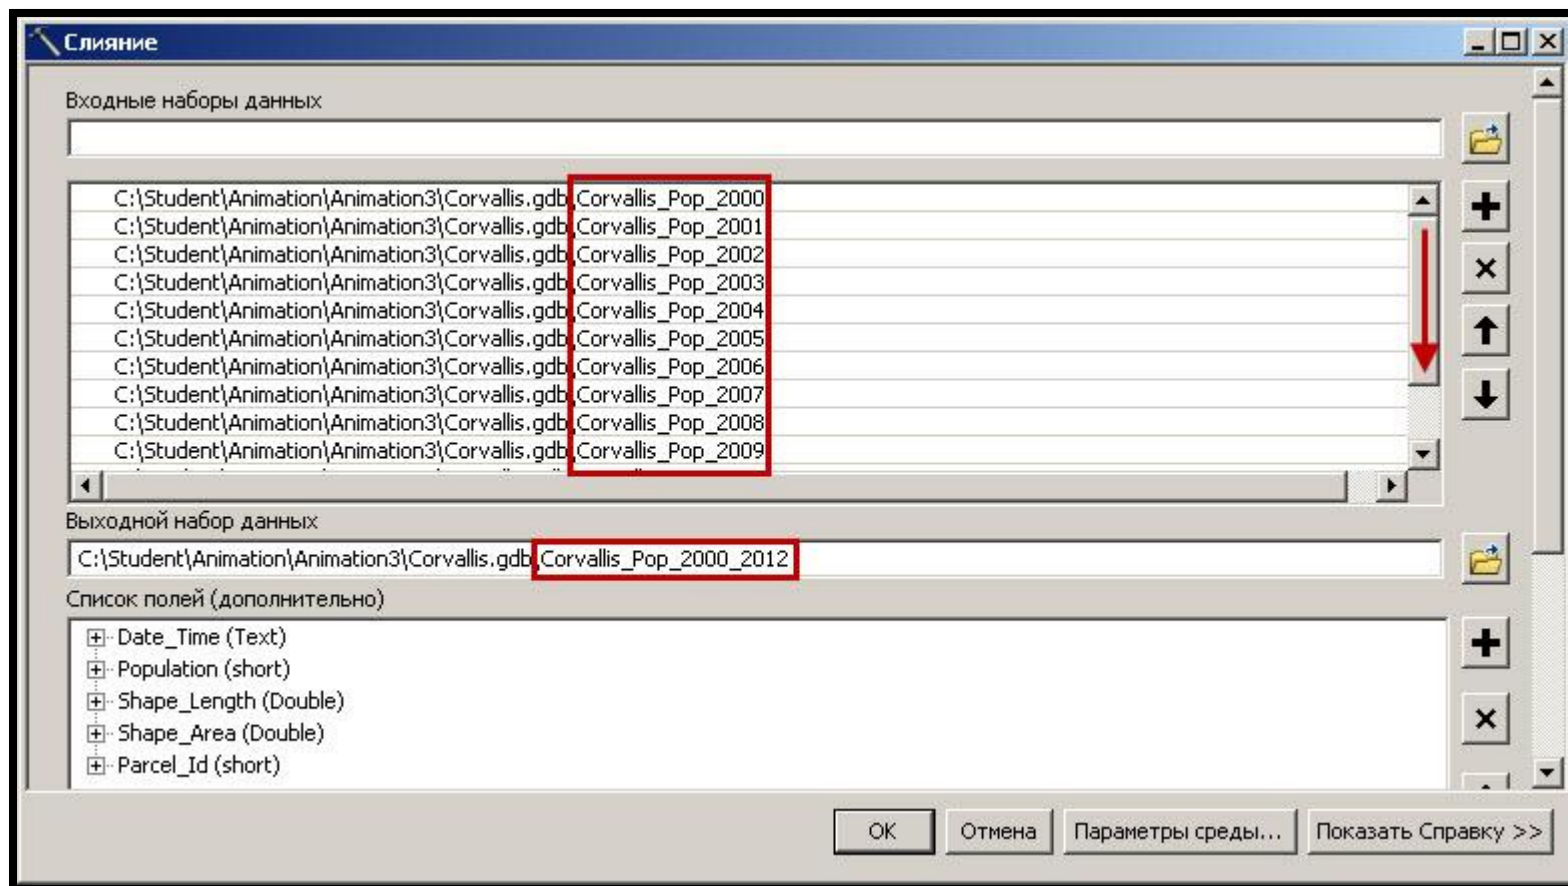 Слияние
Входные наборы данных
C:\Student\Animation\Animation3\Corvallis.gdb\Corvallis_Pop_2000
C:\Student\Animation\Animation3\Corvallis.gdb\Corvallis_Pop_2001
C:\Student\Animation\Animation3\Corvallis.gdb\Corvallis_Pop_2002
C:\Student\Animation\Animation3\Corvallis.gdb\Corvallis_Pop_2003
C:\Student\Animation\Animation3\Corvallis.gdb\Corvallis_Pop_2004
C:\Student\Animation\Animation3\Corvallis.gdb\Corvallis_Pop_2005
C:\Student\Animation\Animation3\Corvallis.gdb\Corvallis_Pop_2006
C:\Student\Animation\Animation3\Corvallis.gdb\Corvallis_Pop_2007
C:\Student\Animation\Animation3\Corvallis.gdb\Corvallis_Pop_2008
C:\Student\Animation\Animation3\Corvallis.gdb\Corvallis_Pop_2009
Выходной набор данных
C:\Student\Animation\Animation3\Corvallis.gdb\Corvallis_Pop_2000_2012
Список полей (дополнительно)
Date_Time (Text)
Population (short)
Shape_Length (Double)
Shape_Area (Double)
Parcel_Id (short)
OK Отмена Параметры среды... Показать Справку >>